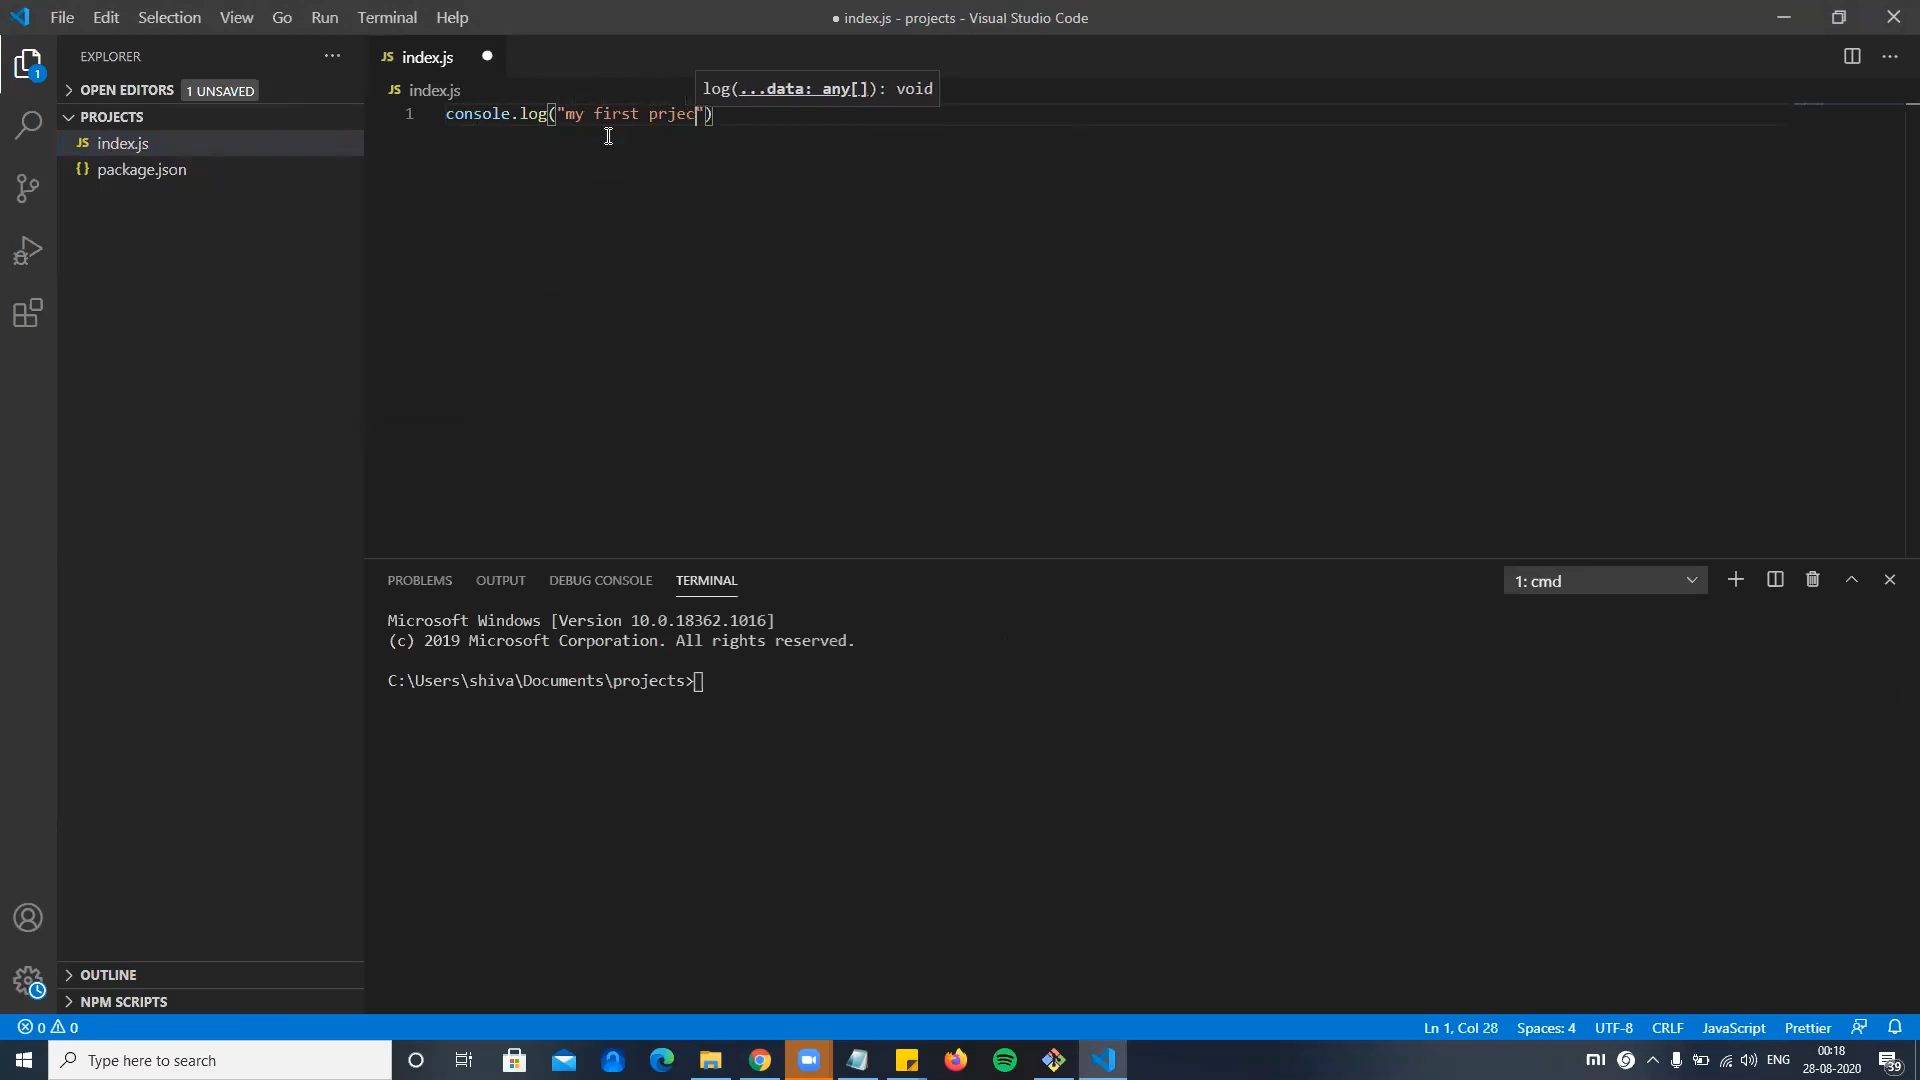 File Edit Selection View Go Run Terminal Help
● index.js - projects - Visual Studio Code
EXPLORER
OPEN EDITORS 1 UNSAVED
PROJECTS
JS index.js
{} package.json
OUTLINE
NPM SCRIPTS
JS index.js
JS index.js
log(...data: any[]): void
1 console.log("my first prjec")
PROBLEMS OUTPUT DEBUG CONSOLE TERMINAL
1: cmd
Microsoft Windows [Version 10.0.18362.1016]
(c) 2019 Microsoft Corporation. All rights reserved.
C:\Users\shiva\Documents\projects>
1
0 0
Ln 1, Col 28 Spaces: 4 UTF-8 CRLF JavaScript Prettier
Type here to search
mi
ENG
00:18
28-08-2020
39